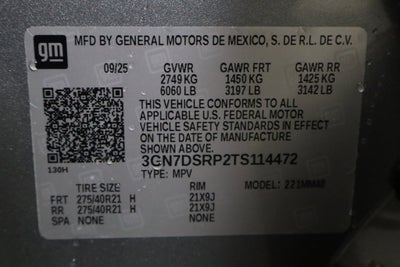 gm MFD BY GENERAL MOTORS DE MEXICO, S. DE R.L. DE C.V.
09/25 GVWR GAWR FRT GAWR RR
2749 KG 1450 KG 1425 KG
6060 LB 3197 LB 3142 LB
THIS VEHICLE CONFORMS TO ALL
APPLICABLE U.S. FEDERAL MOTOR
VEHICLE SAFETY STANDARDS IN EFFECT
ON THE DATE OF MANUFACTURE
SHOWN ABOVE.
3GN7DSRP2TS114472
130H TYPE: MPV MODEL:
TIRE SIZE RIM
FRT 275/40R21 H 21X9J
RR 275/40R21 H 21X9J
SPA NONE NONE